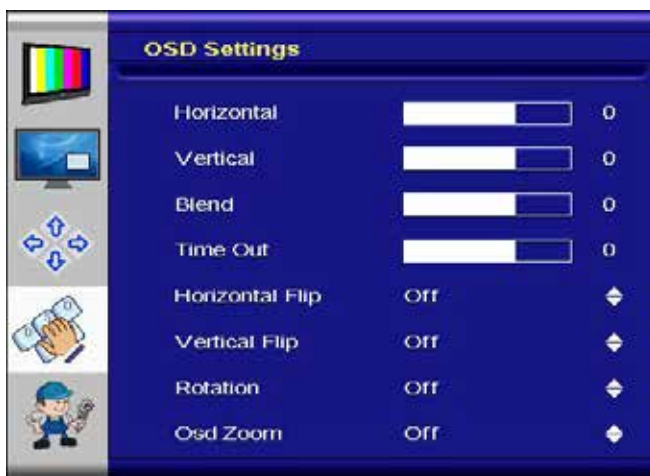 OSD Settings
Horizontal 0
Vertical 0
Blend 0
Time Out 0
Horizontal Flip Off
Vertical Flip Off
Rotation Off
Osd Zoom Off